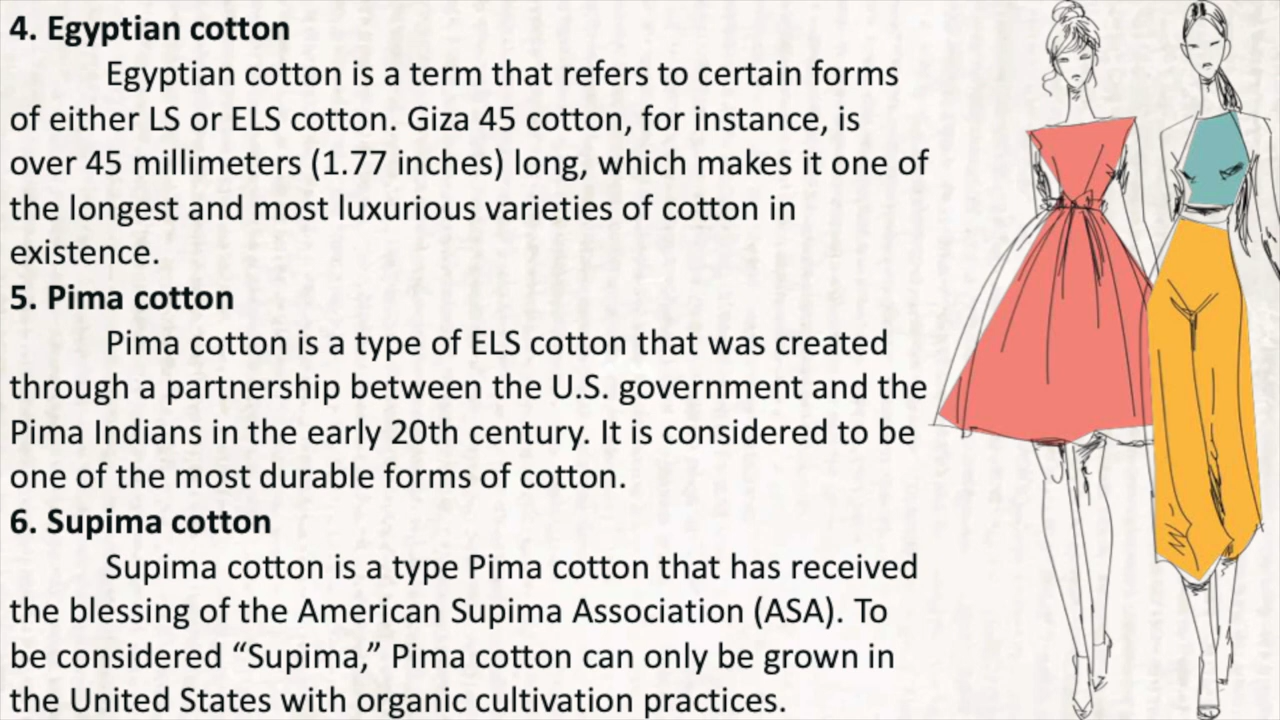 4. Egyptian cotton
Egyptian cotton is a term that refers to certain forms
of either LS or ELS cotton. Giza 45 cotton, for instance, is
over 45 millimeters (1.77 inches) long, which makes it one of
the longest and most luxurious varieties of cotton in
existence.
5. Pima cotton
Pima cotton is a type of ELS cotton that was created
through a partnership between the U.S. government and the
Pima Indians in the early 20th century. It is considered to be
one of the most durable forms of cotton.
6. Supima cotton
Supima cotton is a type Pima cotton that has received
the blessing of the American Supima Association (ASA). To
be considered “Supima,” Pima cotton can only be grown in
the United States with organic cultivation practices.